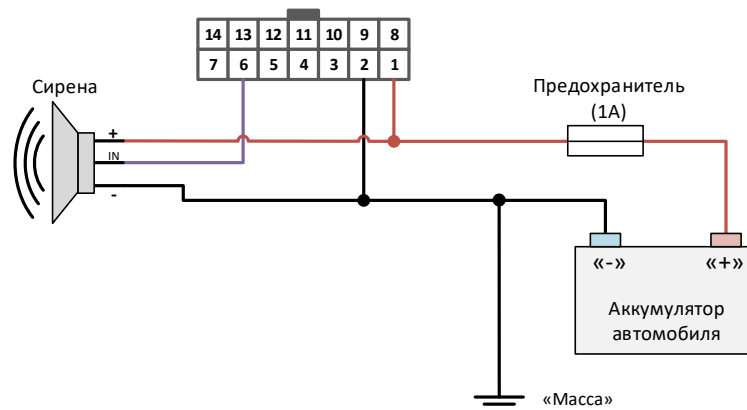 14 13 12 11 10 9 8
7 6 5 4 3 2 1
Сирена
Предохранитель
(1А)
+
IN
-
«-» «+»
Аккумулятор
автомобиля
«Масса»